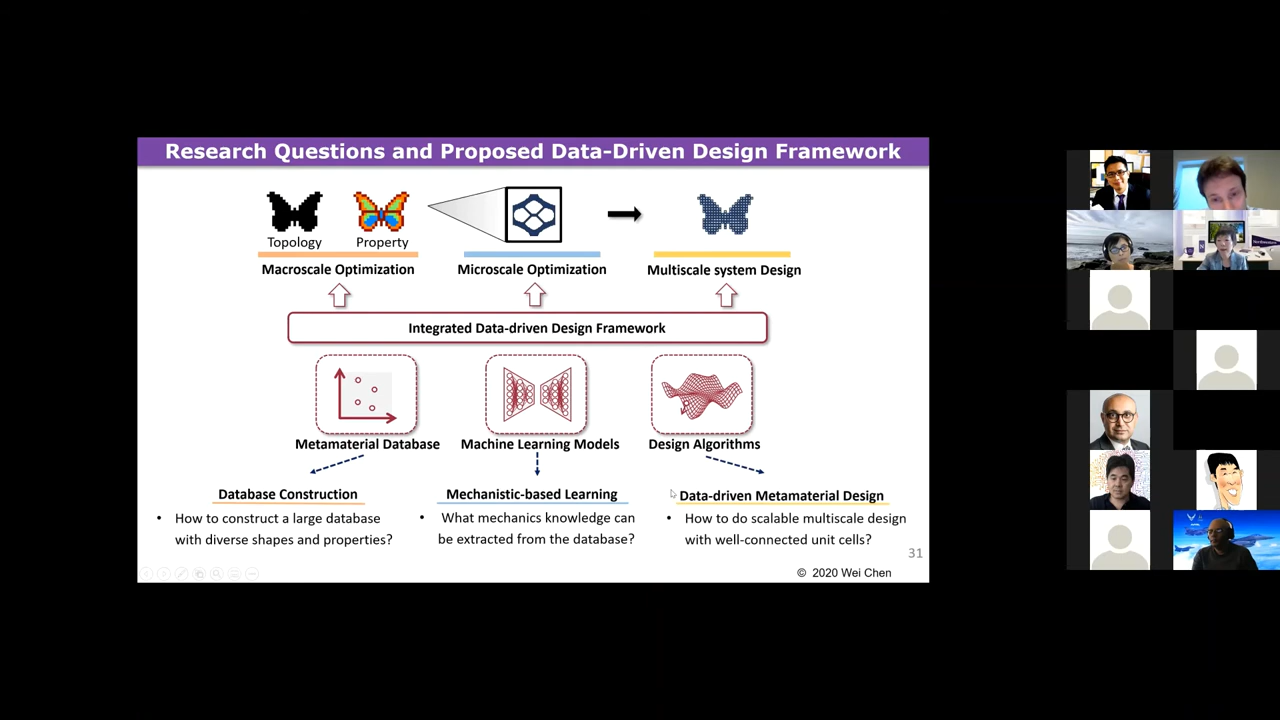 Research Questions and Proposed Data-Driven Design Framework
Topology
Property
Macroscale Optimization
Microscale Optimization
Multiscale system Design
Integrated Data-driven Design Framework
Metamaterial Database
Machine Learning Models
Design Algorithms
Database Construction
Mechanistic-based Learning
Data-driven Metamaterial Design
• How to construct a large database
with diverse shapes and properties?
• What mechanics knowledge can
be extracted from the database?
• How to do scalable multiscale design
with well-connected unit cells?
31
© 2020 Wei Chen
Northwestern